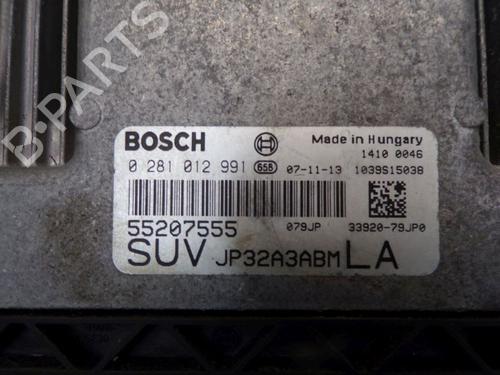 B-PARTS
BOSCH Made in Hungary
1410 0046
0 281 012 991 658 07-11-13 1039S15038
55207555 079JP 33920-79JP0
SUV JP32A3ABM LA